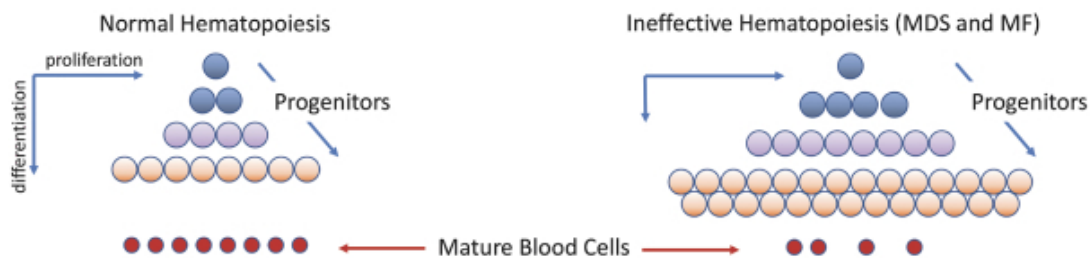 Normal Hematopoiesis
Ineffective Hematopoiesis (MDS and MF)
proliferation
differentiation
Progenitors
Progenitors
Mature Blood Cells